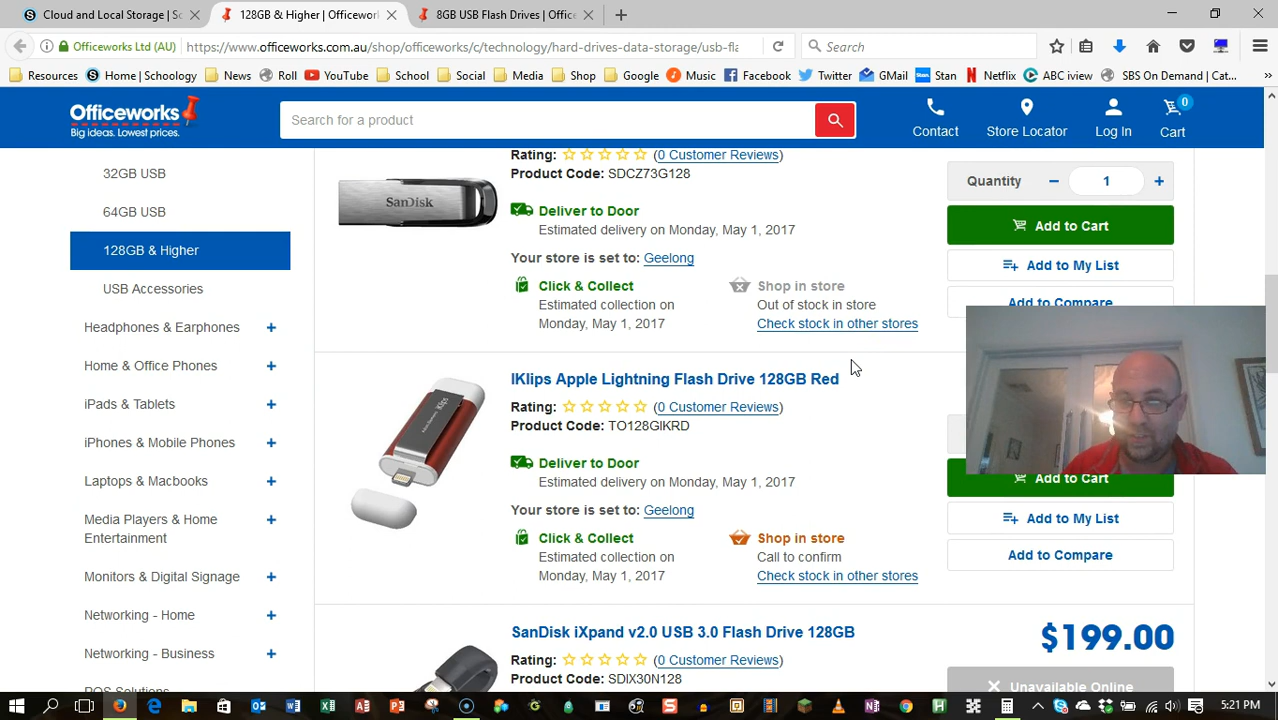 Cloud and Local Storage | Sc
128GB & Higher | Officewor
8GB USB Flash Drives | Office
Officeworks Ltd (AU)
https://www.officeworks.com.au/shop/officeworks/c/technology/hard-drives-data-storage/usb-fla
Search
Resources
Home | Schoology
News
Roll
YouTube
School
Social
Media
Shop
Google
Music
Facebook
Twitter
GMail
Stan
Netflix
ABC iview
SBS On Demand | Cat...
Officeworks
Big ideas. Lowest prices.
Search for a product
Contact
Store Locator
Log In
0
Cart
32GB USB
64GB USB
128GB & Higher
USB Accessories
Headphones & Earphones
Home & Office Phones
iPads & Tablets
iPhones & Mobile Phones
Laptops & Macbooks
Media Players & Home
Entertainment
Monitors & Digital Signage
Networking - Home
Networking - Business
POS Solutions
SanDisk
Rating: (0 Customer Reviews)
Product Code: SDCZ73G128
Deliver to Door
Estimated delivery on Monday, May 1, 2017
Your store is set to: Geelong
Click & Collect
Estimated collection on
Monday, May 1, 2017
Shop in store
Out of stock in store
Check stock in other stores
Quantity − 1 +
Add to Cart
Add to My List
Add to Compare
iKlips
IKlips Apple Lightning Flash Drive 128GB Red
Rating: (0 Customer Reviews)
Product Code: TO128GIKRD
Deliver to Door
Estimated delivery on Monday, May 1, 2017
Your store is set to: Geelong
Click & Collect
Estimated collection on
Monday, May 1, 2017
Shop in store
Call to confirm
Check stock in other stores
Add to Cart
Add to My List
Add to Compare
SanDisk iXpand v2.0 USB 3.0 Flash Drive 128GB
Rating: (0 Customer Reviews)
Product Code: SDIX30N128
$199.00
Unavailable Online
5:21 PM